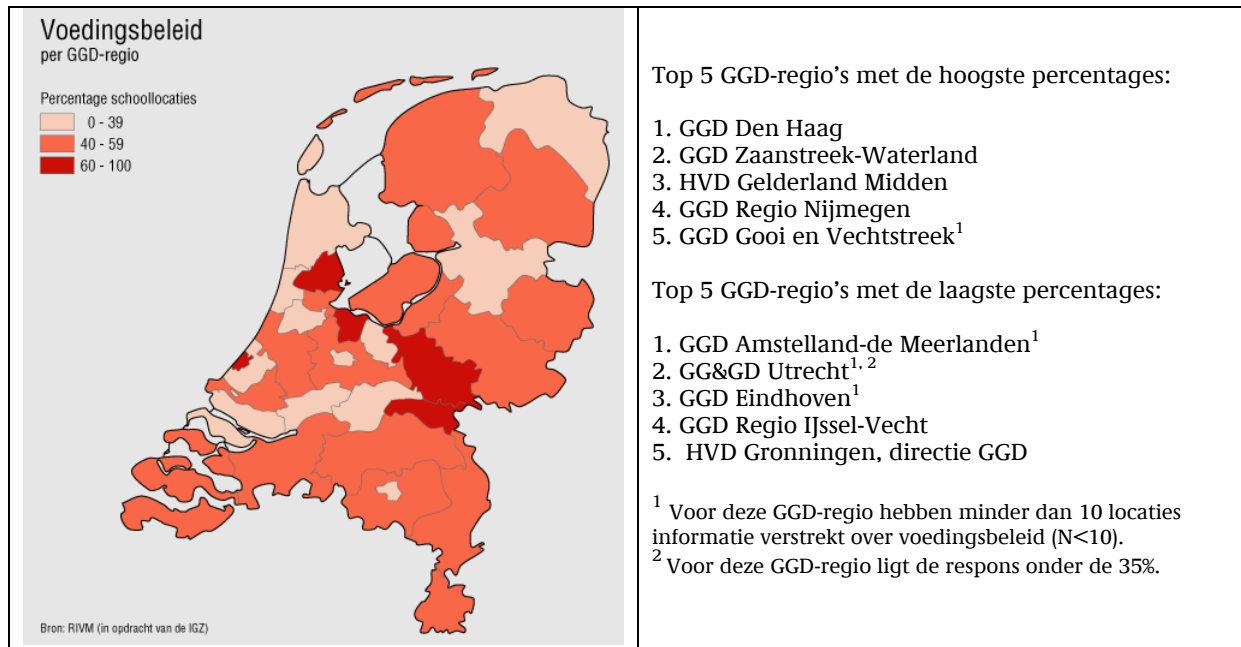 Voedingsbeleid
per GGD-regio
Percentage schoollocaties
0 - 39
40 - 59
60 - 100
Bron: RIVM (in opdracht van de IGZ)
Top 5 GGD-regio's met de hoogste percentages:
1. GGD Den Haag
2. GGD Zaanstreek-Waterland
3. HVD Gelderland Midden
4. GGD Regio Nijmegen
5. GGD Gooi en Vechtstreek¹
Top 5 GGD-regio's met de laagste percentages:
1. GGD Amstelland-de Meerlanden¹
2. GG&GD Utrecht¹, ²
3. GGD Eindhoven¹
4. GGD Regio IJssel-Vecht
5. HVD Gronningen, directie GGD
¹ Voor deze GGD-regio hebben minder dan 10 locaties
informatie verstrekt over voedingsbeleid (N<10).
² Voor deze GGD-regio ligt de respons onder de 35%.